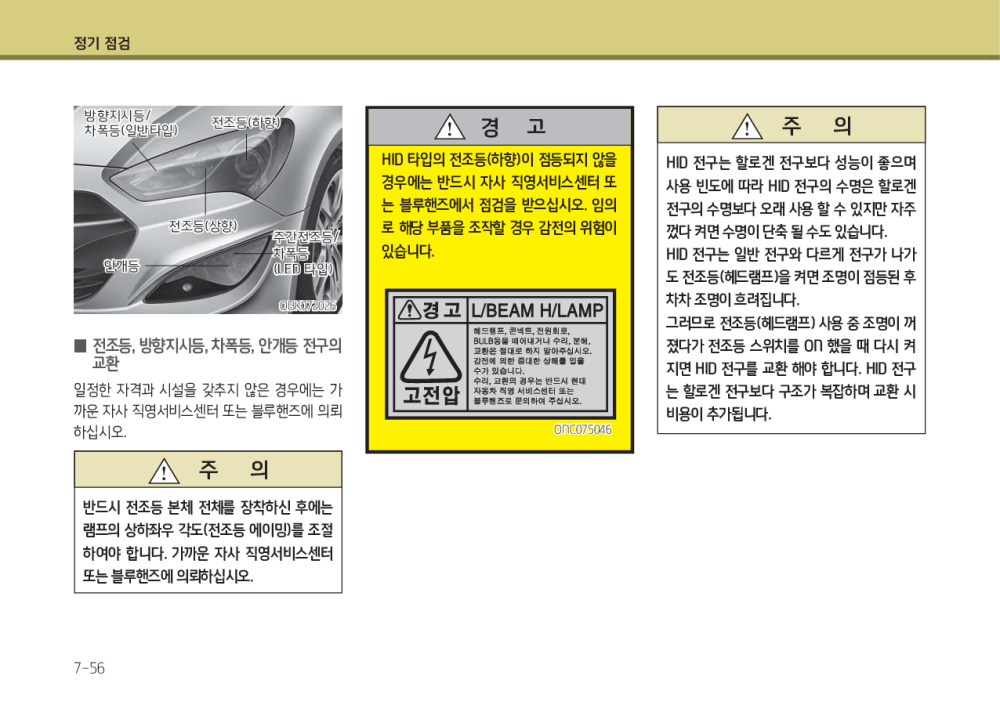 정기 점검
방향지시등/
차폭등(일반타입)
전조등(하향)
전조등(상향)
주간전조등/
차폭등
(LED 타입)
안개등
OBK072026
■ 전조등, 방향지시등, 차폭등, 안개등 전구의
교환
일정한 자격과 시설을 갖추지 않은 경우에는 가
까운 자사 직영서비스센터 또는 블루핸즈에 의뢰
하십시오.
주 의
반드시 전조등 본체 전체를 장착하신 후에는
램프의 상하좌우 각도(전조등 에이밍)를 조절
하여야 합니다. 가까운 자사 직영서비스센터
또는 블루핸즈에 의뢰하십시오.
경 고
HID 타입의 전조등(하향)이 점등되지 않을
경우에는 반드시 자사 직영서비스센터 또
는 블루핸즈에서 점검을 받으십시오. 임의
로 해당 부품을 조작할 경우 감전의 위험이
있습니다.
경고 L/BEAM H/LAMP
헤드램프, 콘넥트, 전원회로,
BULB등을 떼어내거나 수리, 분해,
교환은 절대로 하지 말아주십시오.
감전에 의한 중대한 상해를 입을
수가 있습니다.
수리, 교환의 경우는 반드시 현대
자동차 직영 서비스센터 또는
블루핸즈로 문의하여 주십시오.
고전압
ONC075046
주 의
HID 전구는 할로겐 전구보다 성능이 좋으며
사용 빈도에 따라 HID 전구의 수명은 할로겐
전구의 수명보다 오래 사용 할 수 있지만 자주
껐다 켜면 수명이 단축 될 수도 있습니다.
HID 전구는 일반 전구와 다르게 전구가 나가
도 전조등(헤드램프)을 켜면 조명이 점등된 후
차차 조명이 흐려집니다.
그러므로 전조등(헤드램프) 사용 중 조명이 꺼
졌다가 전조등 스위치를 ON 했을 때 다시 켜
지면 HID 전구를 교환 해야 합니다. HID 전구
는 할로겐 전구보다 구조가 복잡하며 교환 시
비용이 추가됩니다.
7-56